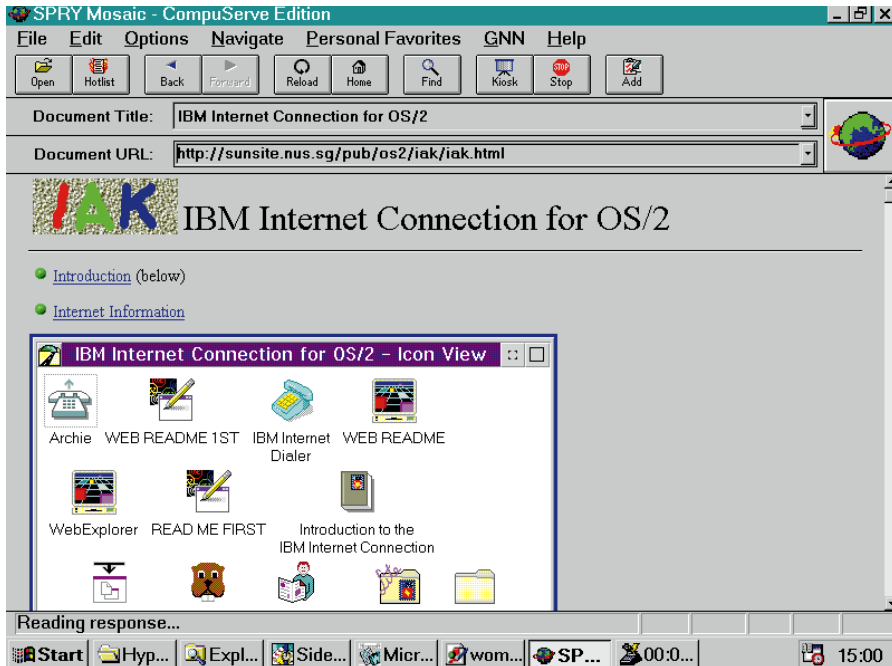 SPRY Mosaic - CompuServe Edition
File Edit Options Navigate Personal Favorites GNN Help
Open Hotlist Back Forward Reload Home Find Kiosk Stop Add
Document Title: IBM Internet Connection for OS/2
Document URL: http://sunsite.nus.sg/pub/os2/iak/iak.html
IAK IBM Internet Connection for OS/2
Introduction (below)
Internet Information
IBM Internet Connection for OS/2 - Icon View
Archie WEB README 1ST IBM Internet Dialer WEB README
WebExplorer READ ME FIRST Introduction to the
IBM Internet Connection
Reading response...
Start Hyp... Expl... Side... Micr... wom... SP... 00:0... 15:00